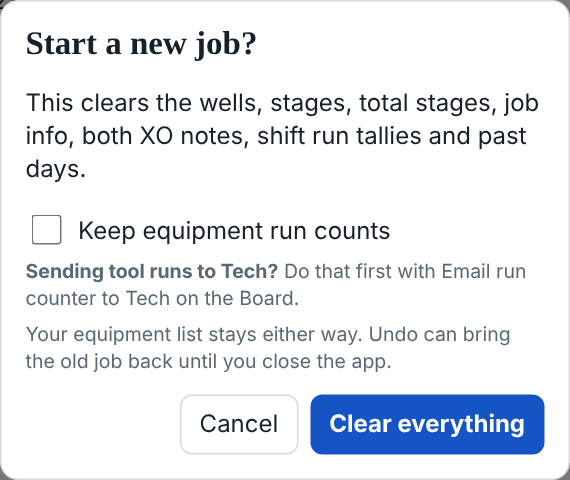 Start a new job?
This clears the wells, stages, total stages, job
info, both XO notes, shift run tallies and past
days.
Keep equipment run counts
Sending tool runs to Tech? Do that first with Email run
counter to Tech on the Board.
Your equipment list stays either way. Undo can bring
the old job back until you close the app.
Cancel
Clear everything